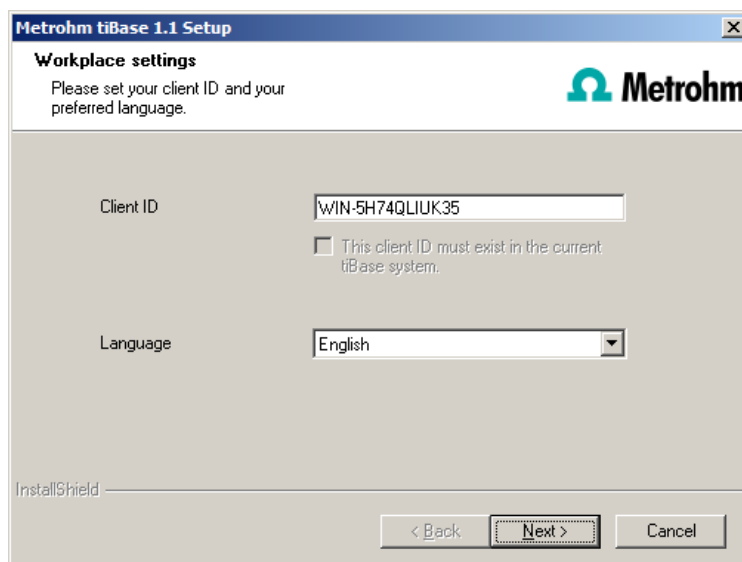 Metrohm tiBase 1.1 Setup
Workplace settings
Please set your client ID and your
preferred language.
Metrohm
Client ID
WIN-5H74QLIUK35
This client ID must exist in the current
tiBase system.
Language
English
InstallShield
< Back
Next >
Cancel